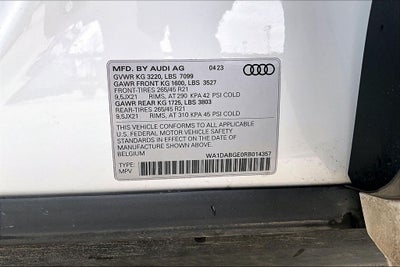 MFD. BY AUDI AG 04·23
GVWR KG 3220, LBS 7099
GAWR FRONT KG 1600, LBS 3527
FRONT-TIRES 265/45 R21
9,5JX21 RIMS, AT 290 KPA 42 PSI COLD
GAWR REAR KG 1725, LBS 3803
REAR-TIRES 265/45 R21
9,5JX21 RIMS, AT 310 KPA 45 PSI COLD
THIS VEHICLE CONFORMS TO ALL APPLICABLE
U.S. FEDERAL MOTOR VEHICLE SAFETY
STANDARDS IN EFFECT ON THE DATE OF
MANUFACTURE SHOWN ABOVE.
BELGIUM
TYPE: WA1DABGE0RB014357
MPV